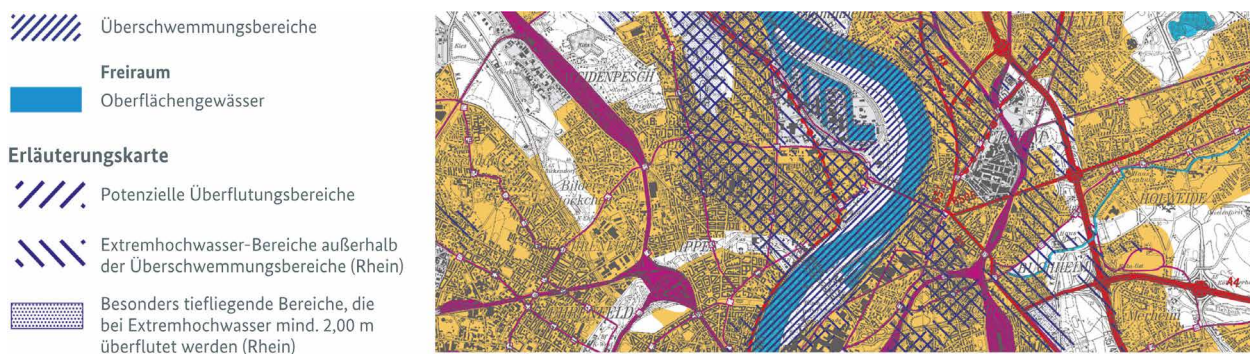 Überschwemmungsbereiche
Freiraum
Oberflächengewässer
Erläuterungskarte
Potenzielle Überflutungsbereiche
Extremhochwasser-Bereiche außerhalb
der Überschwemmungsbereiche (Rhein)
Besonders tiefliegende Bereiche, die
bei Extremhochwasser mind. 2,00 m
überflutet werden (Rhein)
HOLWEIDE
A4
Merheim